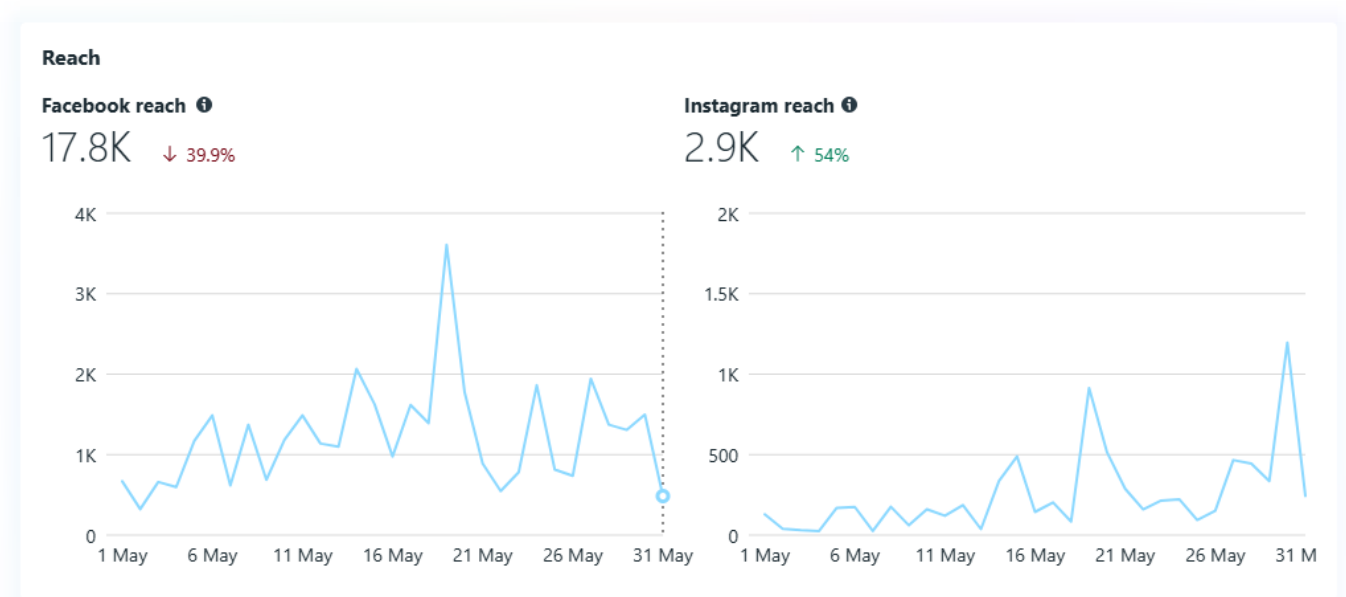 Reach
Facebook reach
17.8K ↓ 39.9%
4K
3K
2K
1K
0
1 May 6 May 11 May 16 May 21 May 26 May 31 May
Instagram reach
2.9K ↑ 54%
2K
1.5K
1K
500
0
1 May 6 May 11 May 16 May 21 May 26 May 31 M